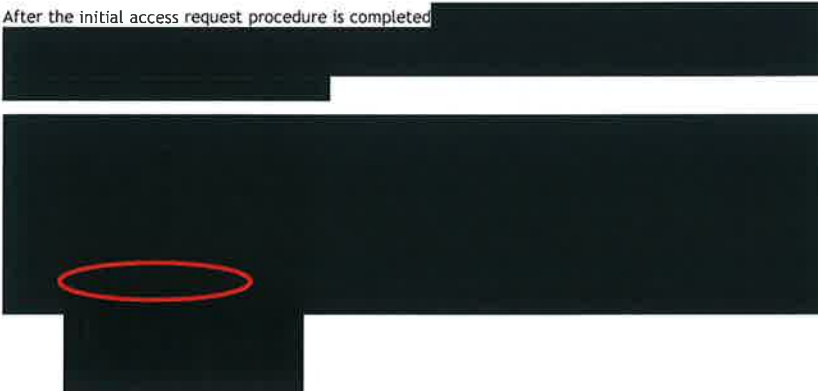 After the initial access request procedure is completed